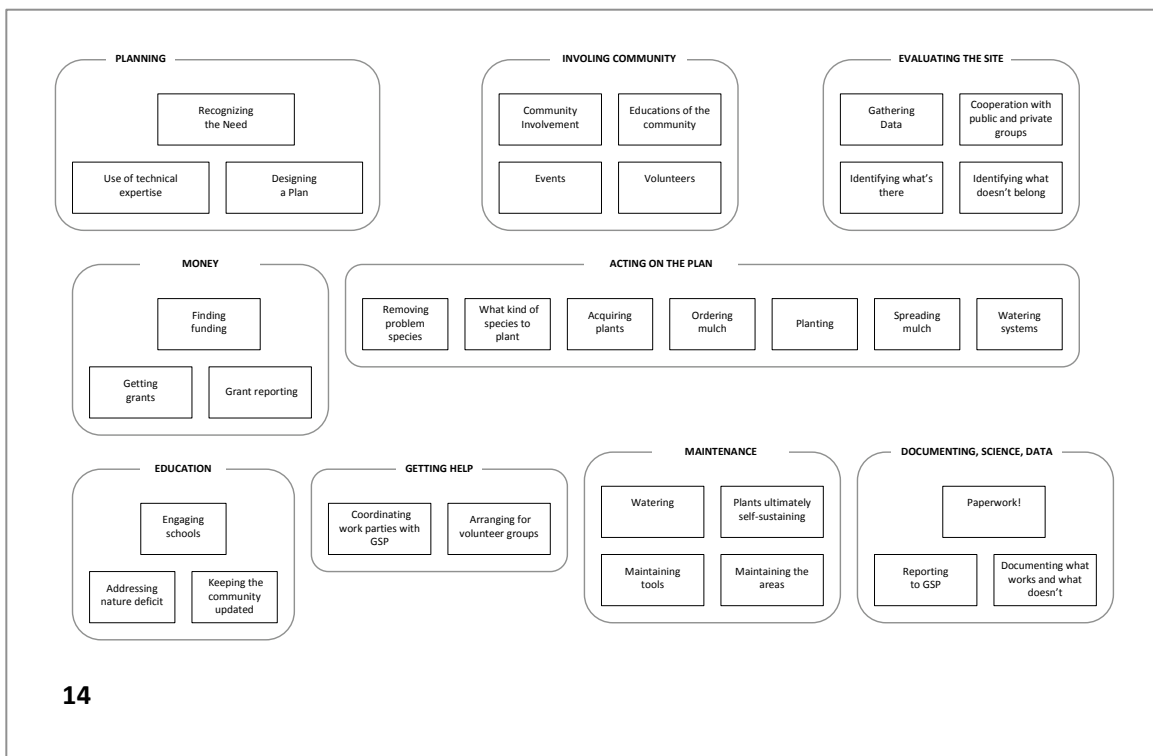 PLANNING
Recognizing
the Need
Use of technical
expertise
Designing
a Plan
INVOLING COMMUNITY
Community
Involvement
Educations of the
community
Events
Volunteers
EVALUATING THE SITE
Gathering
Data
Cooperation with
public and private
groups
Identifying what's
there
Identifying what
doesn't belong
MONEY
Finding
funding
Getting
grants
Grant reporting
ACTING ON THE PLAN
Removing
problem
species
What kind of
species to
plant
Acquiring
plants
Ordering
mulch
Planting
Spreading
mulch
Watering
systems
EDUCATION
Engaging
schools
Addressing
nature deficit
Keeping the
community
updated
GETTING HELP
Coordinating
work parties with
GSP
Arranging for
volunteer groups
MAINTENANCE
Watering
Plants ultimately
self-sustaining
Maintaining
tools
Maintaining the
areas
DOCUMENTING, SCIENCE, DATA
Paperwork!
Reporting
to GSP
Documenting what
works and what
doesn't
14